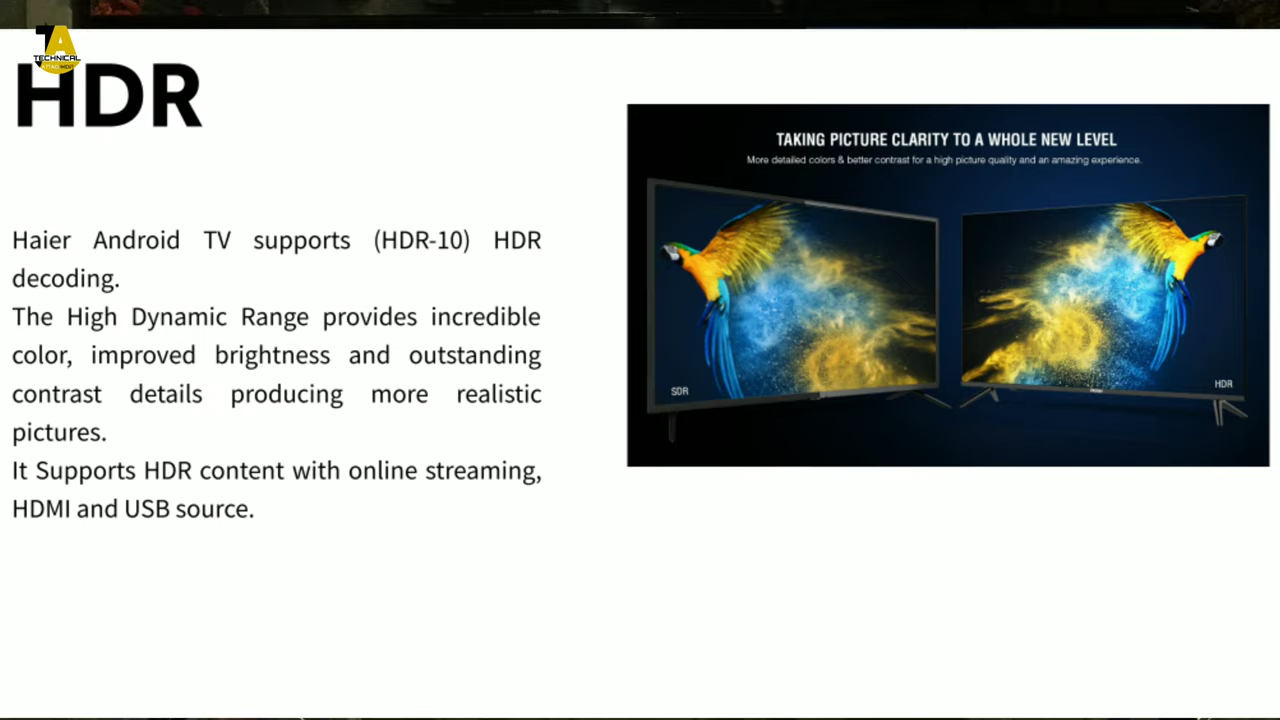 TA
TECHNICAL
HDR
Haier Android TV supports (HDR-10) HDR
decoding.
The High Dynamic Range provides incredible
color, improved brightness and outstanding
contrast details producing more realistic
pictures.
It Supports HDR content with online streaming,
HDMI and USB source.
TAKING PICTURE CLARITY TO A WHOLE NEW LEVEL
More detailed colors & better contrast for a high picture quality and an amazing experience.
SDR
HDR